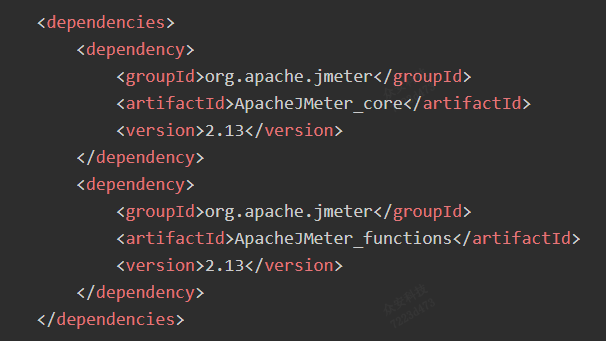 <dependencies>
    <dependency>
        <groupId>org.apache.jmeter</groupId>
        <artifactId>ApacheJMeter_core</artifactId>
        <version>2.13</version>
    </dependency>
    <dependency>
        <groupId>org.apache.jmeter</groupId>
        <artifactId>ApacheJMeter_functions</artifactId>
        <version>2.13</version>
    </dependency>
</dependencies>